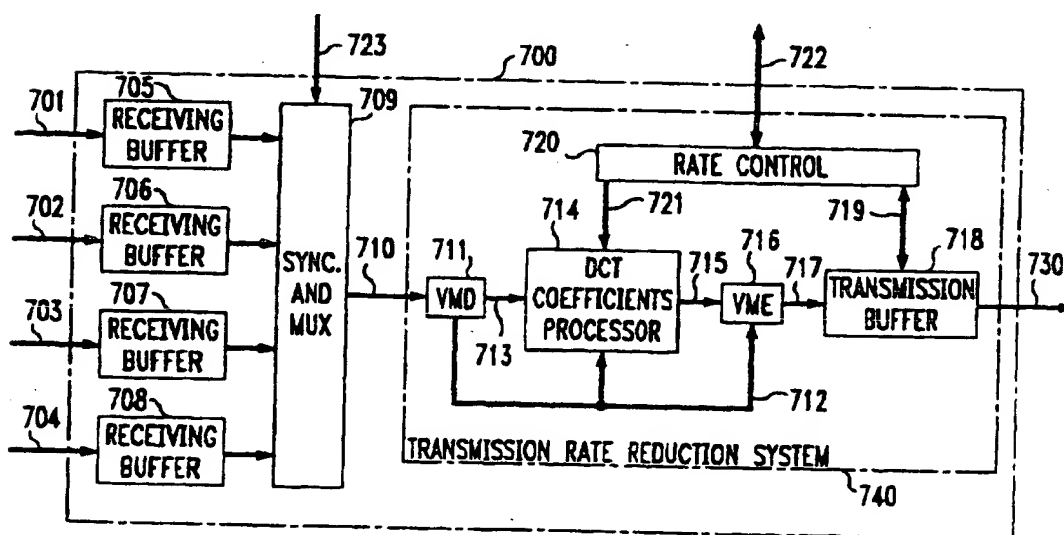 723
700
722
701
705
RECEIVING
BUFFER
709
720
RATE CONTROL
702
706
RECEIVING
BUFFER
714
721
719
SYNC.
AND
MUX
710
711
VMD
713
DCT
COEFFICIENTS
PROCESSOR
715
716
VME
717
718
TRANSMISSION
BUFFER
730
703
707
RECEIVING
BUFFER
712
704
708
RECEIVING
BUFFER
TRANSMISSION RATE REDUCTION SYSTEM
740